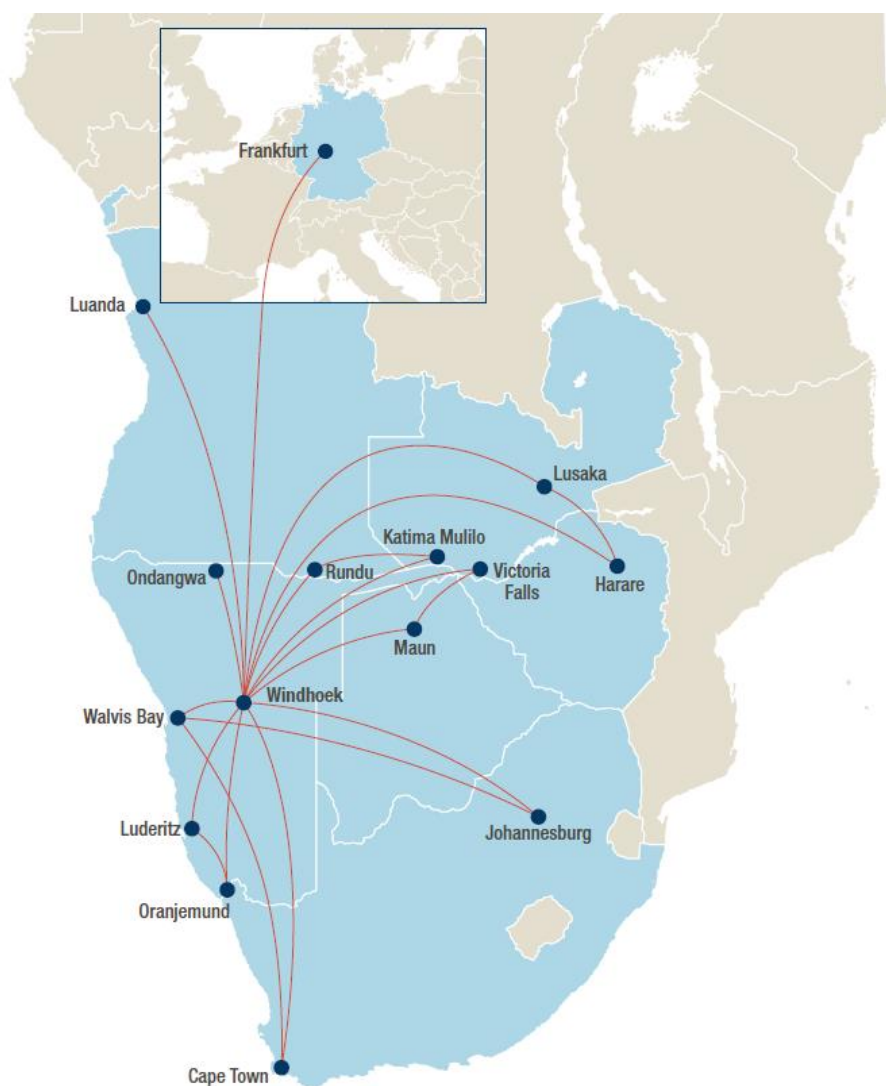 Frankfurt
Luanda
Lusaka
Katima Mulilo
Ondangwa
Rundu
Victoria
Falls
Harare
Maun
Windhoek
Walvis Bay
Luderitz
Johannesburg
Oranjemund
Cape Town